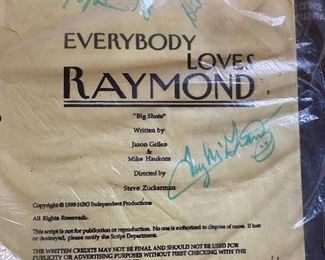 EVERYBODY
LOVES
RAYMOND
"Big Shots"
Written by
Jason Gelles
&
Mike Haukom
Directed by
Steve Zuckerman
Copyright © 1999 HBO Independent Productions
All Rights Reserved.
This script is not for publication or reproduction. No one is authorized to dispose of same. If lost
or destroyed, please notify the Script Department.
THE WRITTEN CREDITS MAY NOT BE FINAL AND SHOULD NOT BE USED FOR
PUBLICITY OR ADVERTISING PURPOSES WITHOUT FIRST CHECKING WITH THE